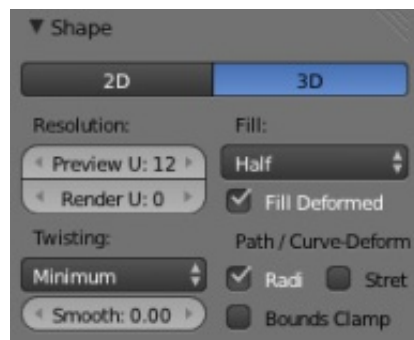 Shape
2D 3D
Resolution: Fill:
Preview U: 12 Half
Render U: 0 Fill Deformed
Twisting: Path / Curve-Deform
Minimum Radi Stret
Smooth: 0.00 Bounds Clamp